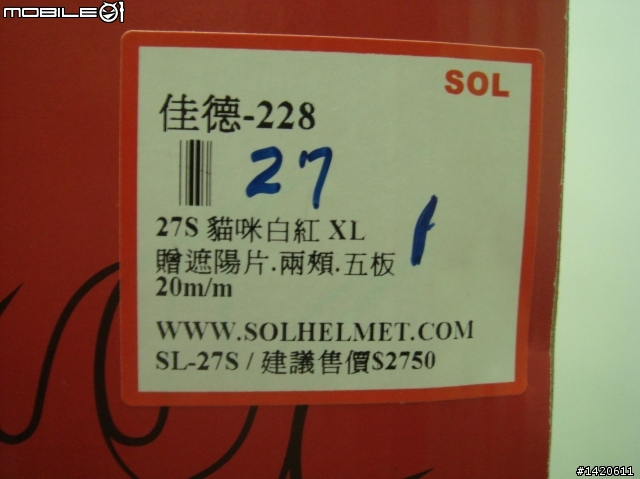 MOBILE01
SOL
佳德-228
27
27S 貓咪白紅 XL
贈遮陽片.兩頰.五板
20m/m
WWW.SOLHELMET.COM
SL-27S / 建議售價$2750
#1420611